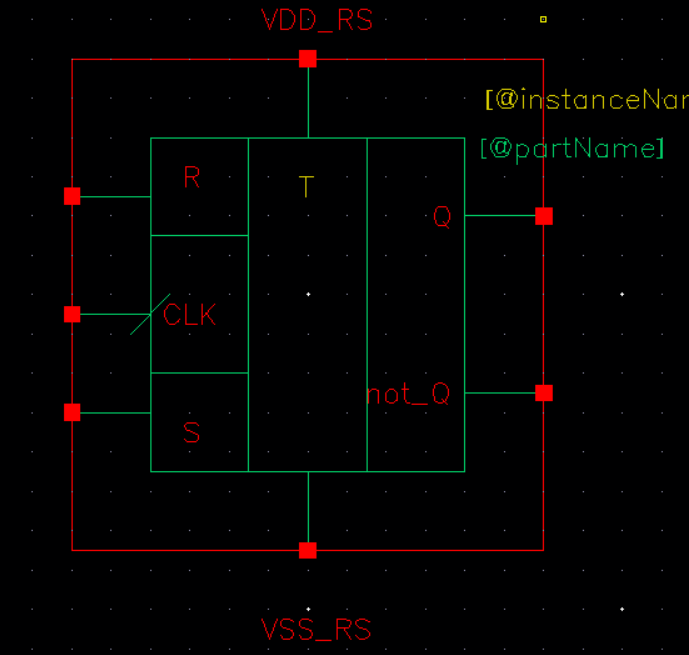 VDD_RS
[@instanceNar
[@partName]
R
T
Q
CLK
not_Q
S
VSS_RS